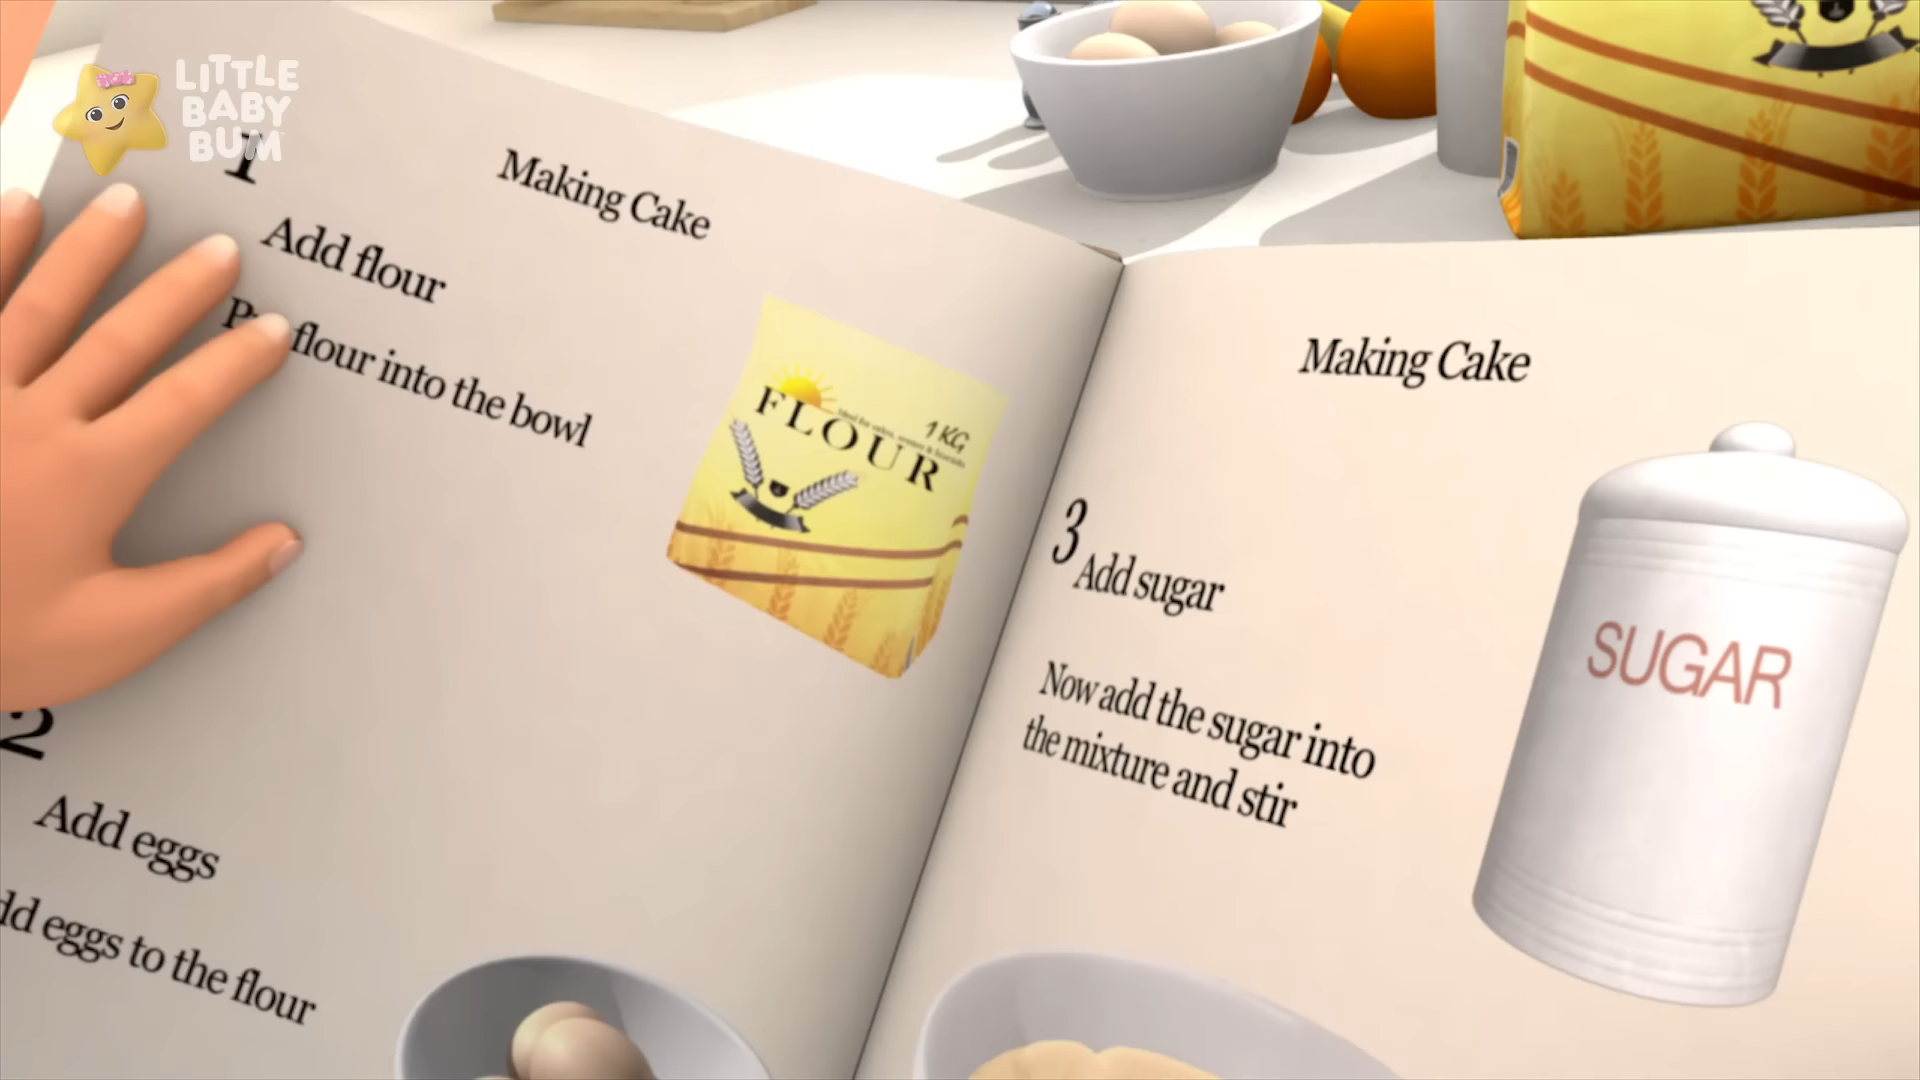 LITTLE
BABY
BUM
Making Cake
1
Add flour
flour into the bowl
FLOUR
1 KG
2
Add eggs
eggs to the flour
Making Cake
3
Add sugar
Now add the sugar into
the mixture and stir
SUGAR